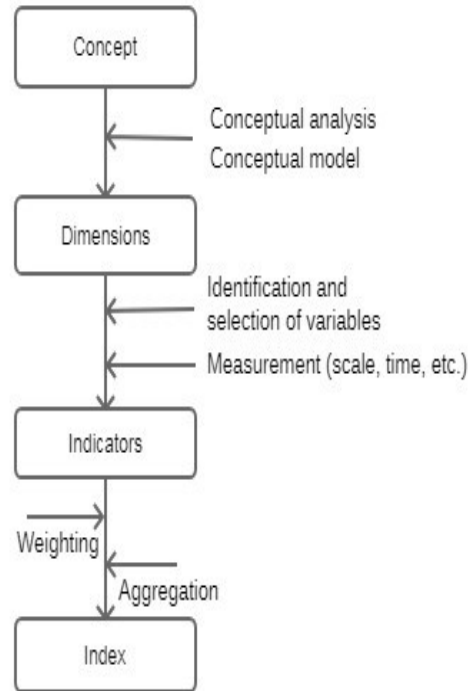 Concept
Conceptual analysis
Conceptual model
Dimensions
Identification and
selection of variables
Measurement (scale, time, etc.)
Indicators
Weighting
Aggregation
Index